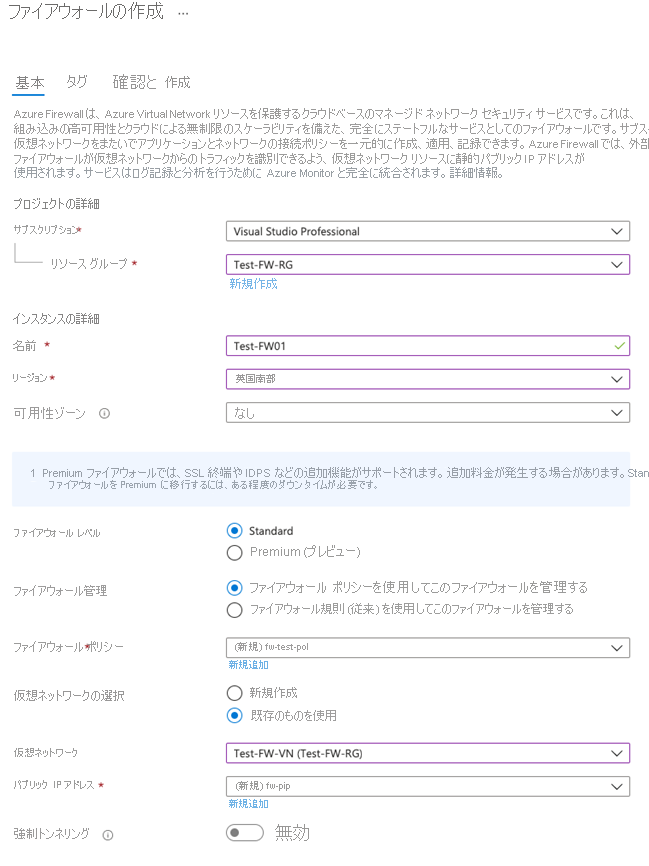 ファイアウォールの作成 …
基本 タグ 確認と 作成
Azure Firewall は、Azure Virtual Network リソースを保護するクラウドベースのマネージド ネットワーク セキュリティ サービスです。これは、
組み込みの高可用性とクラウドによる無制限のスケーラビリティを備えた、完全にステートフルなサービスとしてのファイアウォールです。サブス
仮想ネットワークをまたいでアプリケーションとネットワークの接続ポリシーを一元的に作成、適用、記録できます。Azure Firewall では、外部
ファイアウォールが仮想ネットワークからのトラフィックを識別できるよう、仮想ネットワーク リソースに静的パブリック IP アドレスが
使用されます。サービスはログ記録と分析を行うために Azure Monitor と完全に統合されます。詳細情報。
プロジェクトの詳細
サブスクリプション* Visual Studio Professional
リソース グループ * Test-FW-RG
新規作成
インスタンスの詳細
名前 * Test-FW01
リージョン * 英国南部
可用性ゾーン なし
1 Premium ファイアウォールでは、SSL 終端や IDPS などの追加機能がサポートされます。追加料金が発生する場合があります。Stan
ファイアウォールを Premium に移行するには、ある程度のダウンタイムが必要です。
ファイアウォール レベル Standard
Premium (プレビュー)
ファイアウォール管理 ファイアウォール ポリシーを使用してこのファイアウォールを管理する
ファイアウォール規則 (従来) を使用してこのファイアウォールを管理する
ファイアウォール*ポリシー (新規) fw-test-pol
新規追加
仮想ネットワークの選択 新規作成
既存のものを使用
仮想ネットワーク Test-FW-VN (Test-FW-RG)
パブリック IP アドレス * (新規) fw-pip
新規追加
強制トンネリング 無効